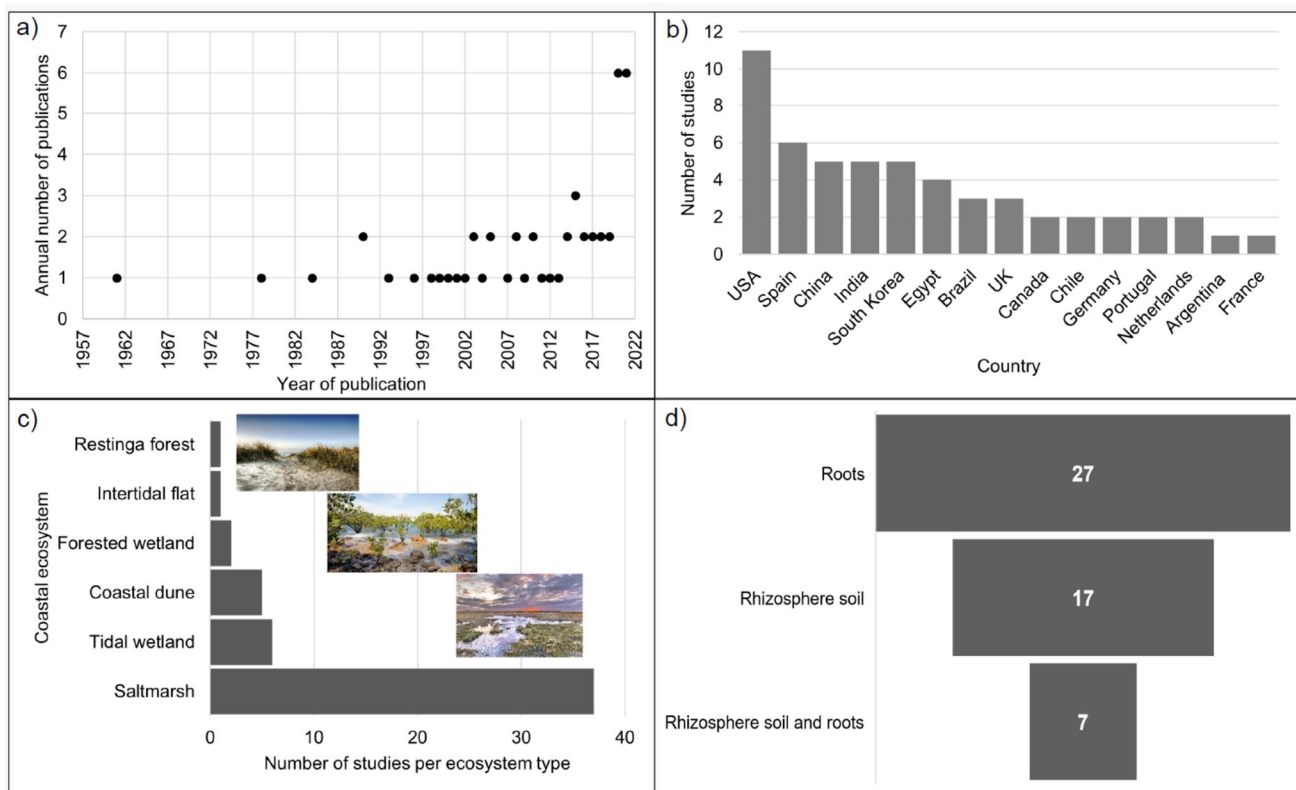 a)
Annual number of publications
7
6
5
4
3
2
1
0
1957
1962
1967
1972
1977
1982
1987
1992
1997
2002
2007
2012
2017
2022
Year of publication
b)
Number of studies
12
10
8
6
4
2
0
USA
Spain
China
India
South Korea
Egypt
Brazil
UK
Canada
Chile
Germany
Portugal
Netherlands
Argentina
France
Country
c)
Coastal ecosystem
Restinga forest
Intertidal flat
Forested wetland
Coastal dune
Tidal wetland
Saltmarsh
0
10
20
30
40
Number of studies per ecosystem type
d)
Roots
27
Rhizosphere soil
17
Rhizosphere soil and roots
7